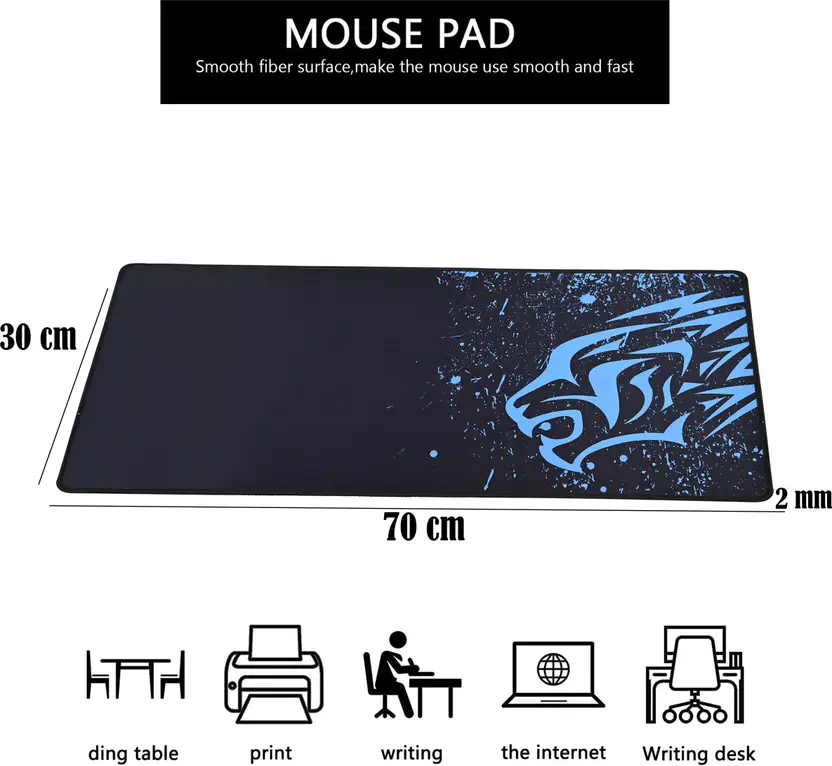 MOUSE PAD
Smooth fiber surface,make the mouse use smooth and fast
30 cm
2 mm
70 cm
ding table
print
writing
the internet
Writing desk